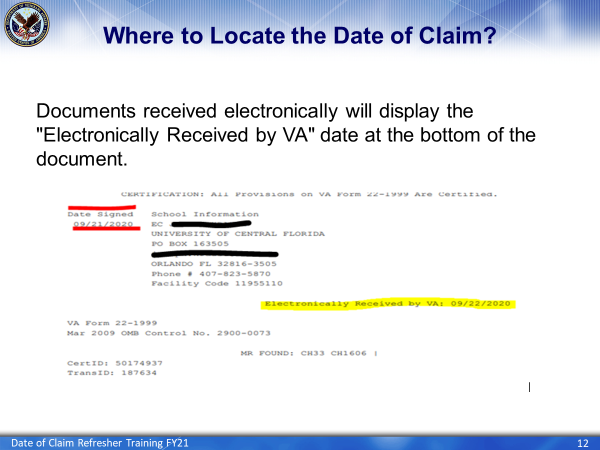 Where to Locate the Date of Claim?
Documents received electronically will display the
"Electronically Received by VA" date at the bottom of the
document.
CERTIFICATION: All Provisions on VA Form 22-1999 Are Certified.
Date Signed School Information
09/21/2020 EC
UNIVERSITY OF CENTRAL FLORIDA
PO BOX 163505
ORLANDO FL 32816-3505
Phone # 407-823-5870
Facility Code 11955110
Electronically Received by VA: 09/22/2020
VA Form 22-1999
Mar 2009 OMB Control No. 2900-0073
MR FOUND: CH33 CH1606 |
CertID: 50174937
TransID: 187634
Date of Claim Refresher Training FY21
12